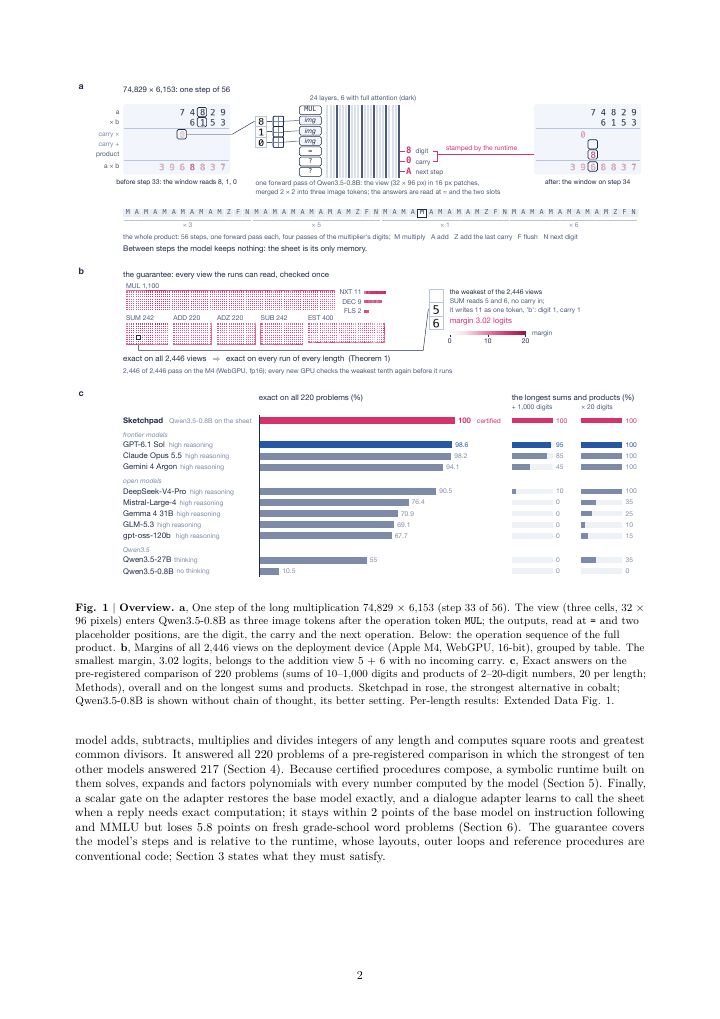 a
74,829 × 6,153: one step of 56
24 layers, 6 with full attention (dark)
a
7 4 8 2 9
× b
6 1 5 3
carry ×
carry +
product
a × b
3 9 6 8 8 3 7
before step 33: the window reads 8, 1, 0
8
1
0
MUL
img
img
img
=
?
?
8 digit
0 carry
A next step
stamped by the runtime
one forward pass of Qwen3.5-0.8B: the view (32 × 96 px) in 16 px patches,
merged 2 × 2 into three image tokens; the answers are read at = and the two slots
7 4 8 2 9
6 1 5 3
0
8
3 9 6 8 8 3 7
after: the window on step 34
M A M A M A M A M A M Z F N M A M A M A M A M A M Z F N M A M A M A M A M A M Z F N M A M A M A M A M A M Z F N
× 3
× 5
× 1
× 6
the whole product: 56 steps, one forward pass each, four passes of the multiplier's digits; M multiply A add Z add the last carry F flush N next digit
Between steps the model keeps nothing: the sheet is its only memory.
b
the guarantee: every view the runs can read, checked once
MUL 1,100
NXT 11
DEC 9
FLS 2
SUM 242 ADD 220 ADZ 220 SUB 242 EST 400
5
6
the weakest of the 2,446 views
SUM reads 5 and 6, no carry in;
it writes 11 as one token, 'b': digit 1, carry 1
margin 3.02 logits
margin
0 10 20
exact on all 2,446 views → exact on every run of every length (Theorem 1)
2,446 of 2,446 pass on the M4 (WebGPU, fp16); every new GPU checks the weakest tenth again before it runs
c
exact on all 220 problems (%)
the longest sums and products (%)
+ 1,000 digits
× 20 digits
Sketchpad Qwen3.5-0.8B on the sheet 100 certified 100 100
frontier models
GPT-6.1 Sol high reasoning 98.6 95 100
Claude Opus 5.5 high reasoning 98.2 85 100
Gemini 4 Argon high reasoning 94.1 45 100
open models
DeepSeek-V4-Pro high reasoning 90.5 10 100
Mistral-Large-4 high reasoning 76.4 0 35
Gemma 4 31B high reasoning 70.9 0 25
GLM-5.3 high reasoning 69.1 0 10
gpt-oss-120b high reasoning 67.7 0 15
Qwen3.5
Qwen3.5-27B thinking 55 0 35
Qwen3.5-0.8B no thinking 10.5 0 0
Fig. 1 | Overview. a, One step of the long multiplication 74,829 × 6,153 (step 33 of 56). The view (three cells, 32 ×
96 pixels) enters Qwen3.5-0.8B as three image tokens after the operation token MUL; the outputs, read at = and two
placeholder positions, are the digit, the carry and the next operation. Below: the operation sequence of the full
product. b, Margins of all 2,446 views on the deployment device (Apple M4, WebGPU, 16-bit), grouped by table. The
smallest margin, 3.02 logits, belongs to the addition view 5 + 6 with no incoming carry. c, Exact answers on the
pre-registered comparison of 220 problems (sums of 10–1,000 digits and products of 2–20-digit numbers, 20 per length;
Methods), overall and on the longest sums and products. Sketchpad in rose, the strongest alternative in cobalt;
Qwen3.5-0.8B is shown without chain of thought, its better setting. Per-length results: Extended Data Fig. 1.
model adds, subtracts, multiplies and divides integers of any length and computes square roots and greatest
common divisors. It answered all 220 problems of a pre-registered comparison in which the strongest of ten
other models answered 217 (Section 4). Because certified procedures compose, a symbolic runtime built on
them solves, expands and factors polynomials with every number computed by the model (Section 5). Finally,
a scalar gate on the adapter restores the base model exactly, and a dialogue adapter learns to call the sheet
when a reply needs exact computation; it stays within 2 points of the base model on instruction following
and MMLU but loses 5.8 points on fresh grade-school word problems (Section 6). The guarantee covers
the model's steps and is relative to the runtime, whose layouts, outer loops and reference procedures are
conventional code; Section 3 states what they must satisfy.
2